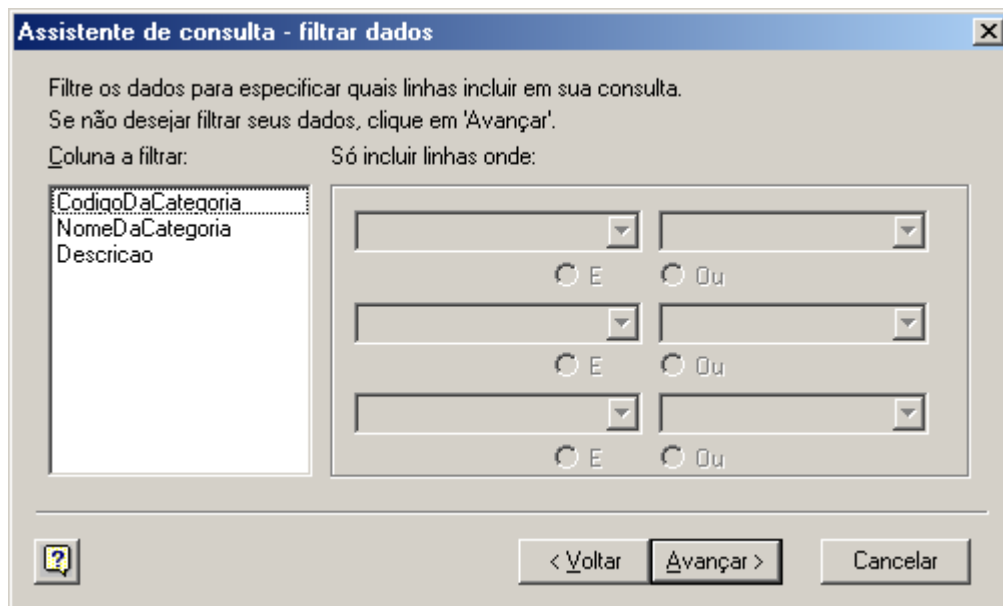 Assistente de consulta - filtrar dados
Filtre os dados para especificar quais linhas incluir em sua consulta.
Se não desejar filtrar seus dados, clique em 'Avançar'.
Coluna a filtrar:
Só incluir linhas onde:
CodigoDaCategoria
NomeDaCategoria
Descricao
E Ou
E Ou
E Ou
? < Voltar Avançar > Cancelar